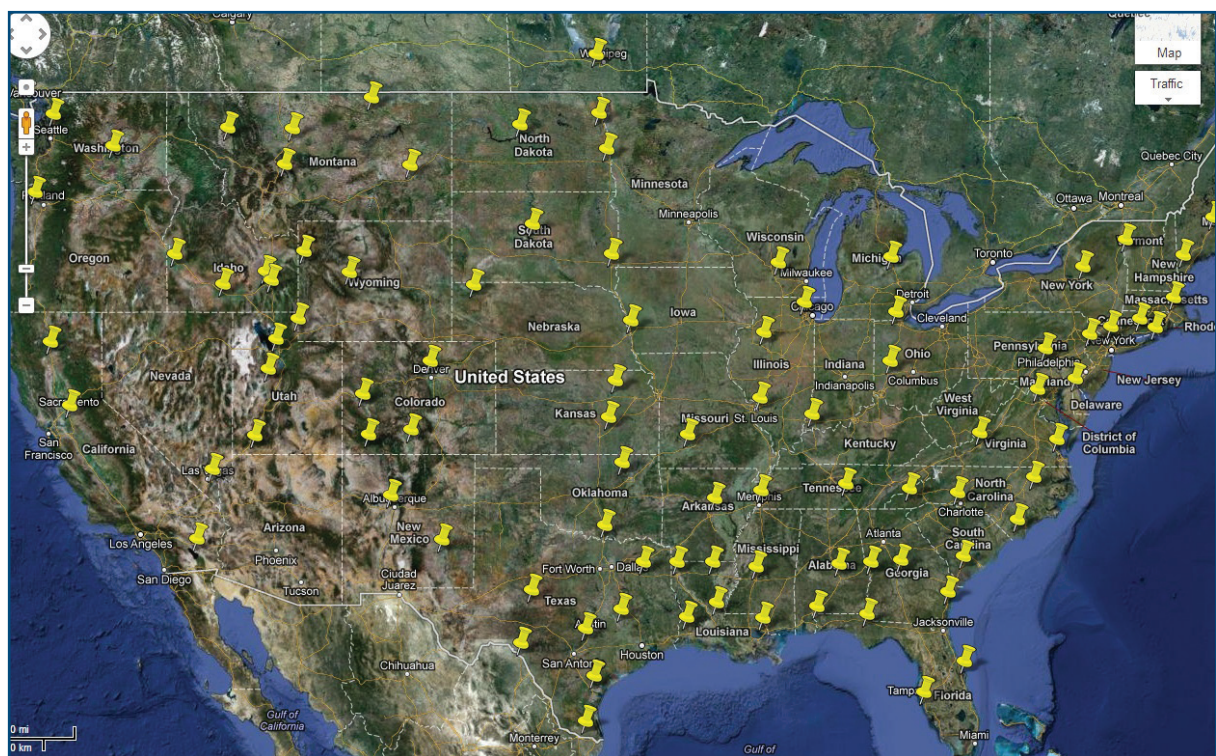 Calgary
Quebec
Winnipeg
Map
Traffic
Vancouver
Seattle
Washington
Montana
North
Dakota
Minnesota
Quebec City
Ottawa
Montreal
Portland
Minneapolis
Oregon
Idaho
South
Dakota
Wisconsin
Michigan
Toronto
Vermont
New
Hampshire
Wyoming
Milwaukee
New York
Massachusetts
Detroit
Chicago
Cleveland
Nebraska
Iowa
Nevada
Utah
Denver
United States
Illinois
Indiana
Indianapolis
Ohio
Columbus
Pennsylvania
New York
Philadelphia
New Jersey
Sacramento
Colorado
Kansas
Missouri
St. Louis
West
Virginia
Maryland
Delaware
San
Francisco
California
Kentucky
Virginia
District of
Columbia
Las Vegas
Albuquerque
Oklahoma
Arkansas
Memphis
Tennessee
North
Carolina
Charlotte
Los Angeles
Arizona
Phoenix
New
Mexico
Atlanta
South
Carolina
San Diego
Tucson
Ciudad
Juarez
Fort Worth
Dallas
Mississippi
Alabama
Georgia
Texas
Austin
Louisiana
Jacksonville
Chihuahua
San Antonio
Houston
Tampa
Florida
Gulf of
California
Monterrey
Gulf of
Miami
0 mi
0 km